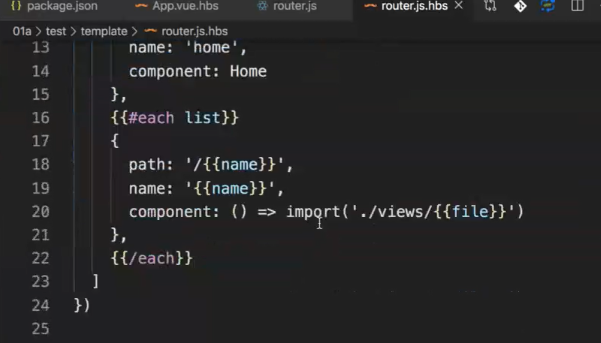 package.json App.vue.hbs router.js router.js.hbs
01a > test > template > router.js.hbs
13 name: 'home',
14 component: Home
15 },
16 {{#each list}}
17 {
18 path: '/{{name}}',
19 name: '{{name}}',
20 component: () => import('./views/{{file}}')
21 },
22 {{/each}}
23 ]
24 })
25